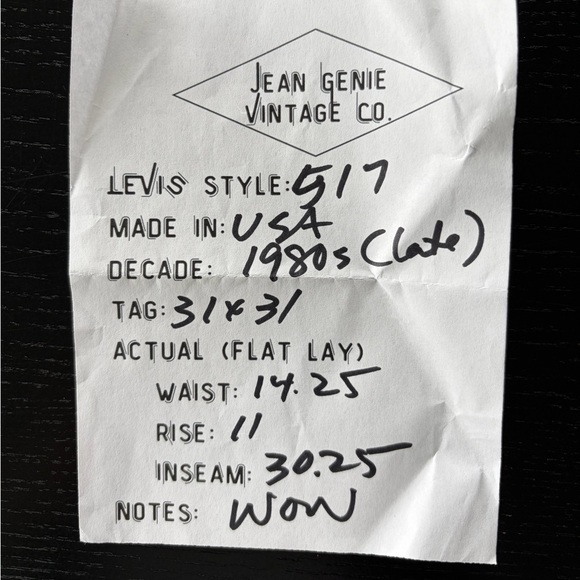 JEAN GENIE
VINTAGE CO.
LEVIS STYLE: 517
MADE IN: USA
DECADE: 1980s (late)
TAG: 31x31
ACTUAL (FLAT LAY)
WAIST: 14.25
RISE: 11
INSEAM: 30.25
NOTES: WOW